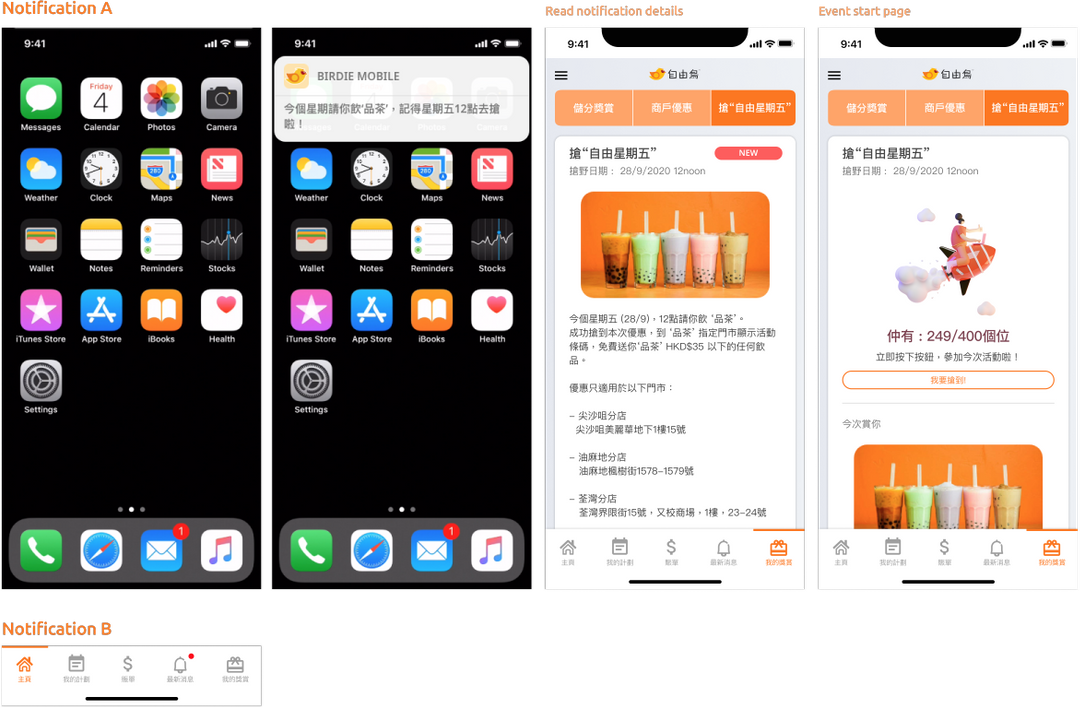 Notification A
9:41
Friday
4
Messages
Calendar
Photos
Camera
280
Weather
Clock
Maps
News
Wallet
Notes
Reminders
Stocks
iTunes Store
App Store
iBooks
Health
Settings
1
9:41
BIRDIE MOBILE
今個星期請你飲‘品茶’，記得星期五12點去搶
啦！
Messages
Calendar
Photos
Camera
280
Weather
Clock
Maps
News
Wallet
Notes
Reminders
Stocks
iTunes Store
App Store
iBooks
Health
Settings
1
Read notification details
9:41
自由鳥
儲分獎賞
商戶優惠
搶“自由星期五”
搶“自由星期五”
NEW
搶野日期： 28/9/2020 12noon
今個星期五 (28/9)，12點請你飲 ‘品茶’。
成功搶到本次優惠，到 ‘品茶’ 指定門市顯示活動
條碼，免費送你‘品茶’ HKD$35 以下的任何飲
品。
優惠只適用於以下門市：
– 尖沙咀分店
尖沙咀美麗華地下1樓15號
– 油麻地分店
油麻地楓樹街1578-1579號
– 荃灣分店
荃灣界限街15號，又校商場，1樓，23-24號
主頁
我的計劃
賬單
最新消息
我的獎賞
Event start page
9:41
自由鳥
儲分獎賞
商戶優惠
搶“自由星期五”
搶“自由星期五”
搶野日期： 28/9/2020 12noon
仲有：249/400個位
立即按下按鈕，參加今次活動啦！
我要搶到!
今次賞你
主頁
我的計劃
賬單
最新消息
我的獎賞
Notification B
主頁
我的計劃
賬單
最新消息
我的獎賞